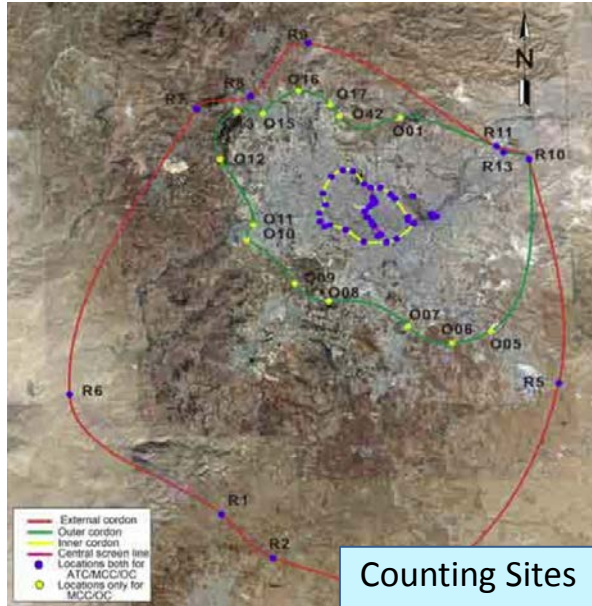 R9
N
R8
O16
R7
O17
O15
O42
O01
R11
R13
R10
O12
O11
O10
O09
O08
O07
O06
O05
R5
R6
R1
R2
External cordon
Outer cordon
Inner cordon
Central screen line
Locations both for
ATC/MCC/OC
Locations only for
MCC/OC
Counting Sites